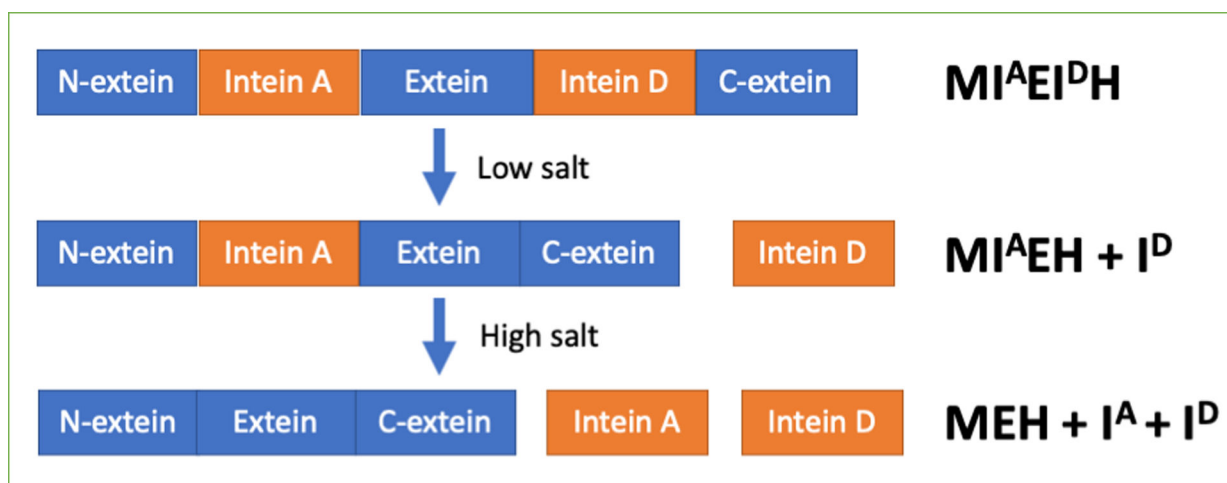 N-extein Intein A Extein Intein D C-extein MIᴬEIᴰH
Low salt
N-extein Intein A Extein C-extein Intein D MIᴬEH + Iᴰ
High salt
N-extein Extein C-extein Intein A Intein D MEH + Iᴬ + Iᴰ